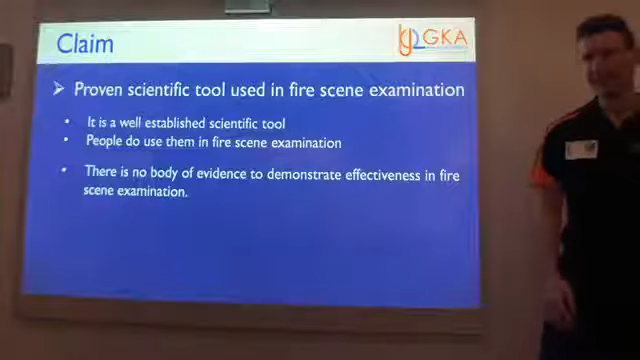 Claim
GKA
➤ Proven scientific tool used in fire scene examination
• It is a well established scientific tool
• People do use them in fire scene examination
• There is no body of evidence to demonstrate effectiveness in fire
scene examination.